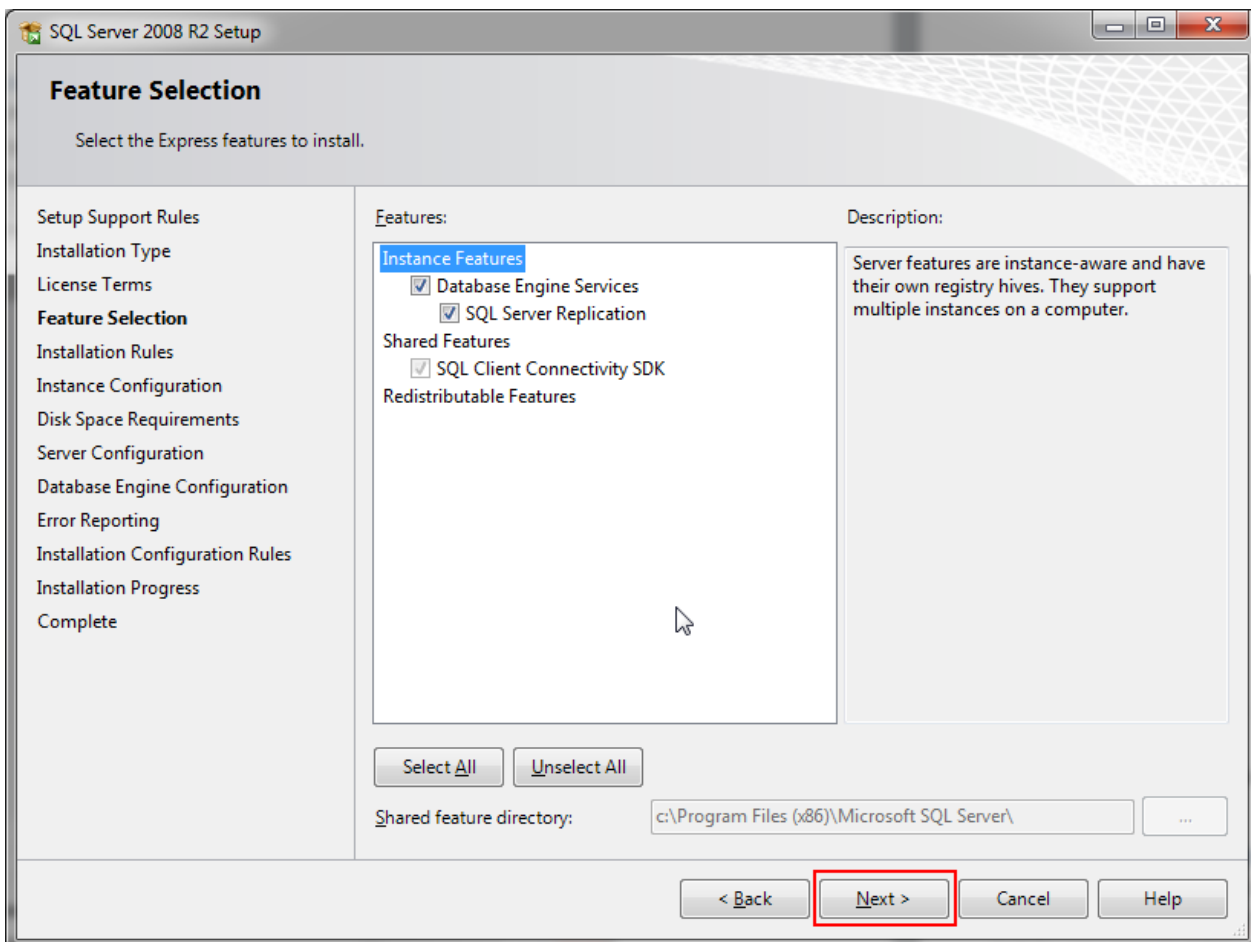 SQL Server 2008 R2 Setup
Feature Selection
Select the Express features to install.
Setup Support Rules
Installation Type
License Terms
Feature Selection
Installation Rules
Instance Configuration
Disk Space Requirements
Server Configuration
Database Engine Configuration
Error Reporting
Installation Configuration Rules
Installation Progress
Complete
Features:
Instance Features
Database Engine Services
SQL Server Replication
Shared Features
SQL Client Connectivity SDK
Redistributable Features
Description:
Server features are instance-aware and have
their own registry hives. They support
multiple instances on a computer.
Select All
Unselect All
Shared feature directory:
c:\Program Files (x86)\Microsoft SQL Server\
...
< Back
Next >
Cancel
Help